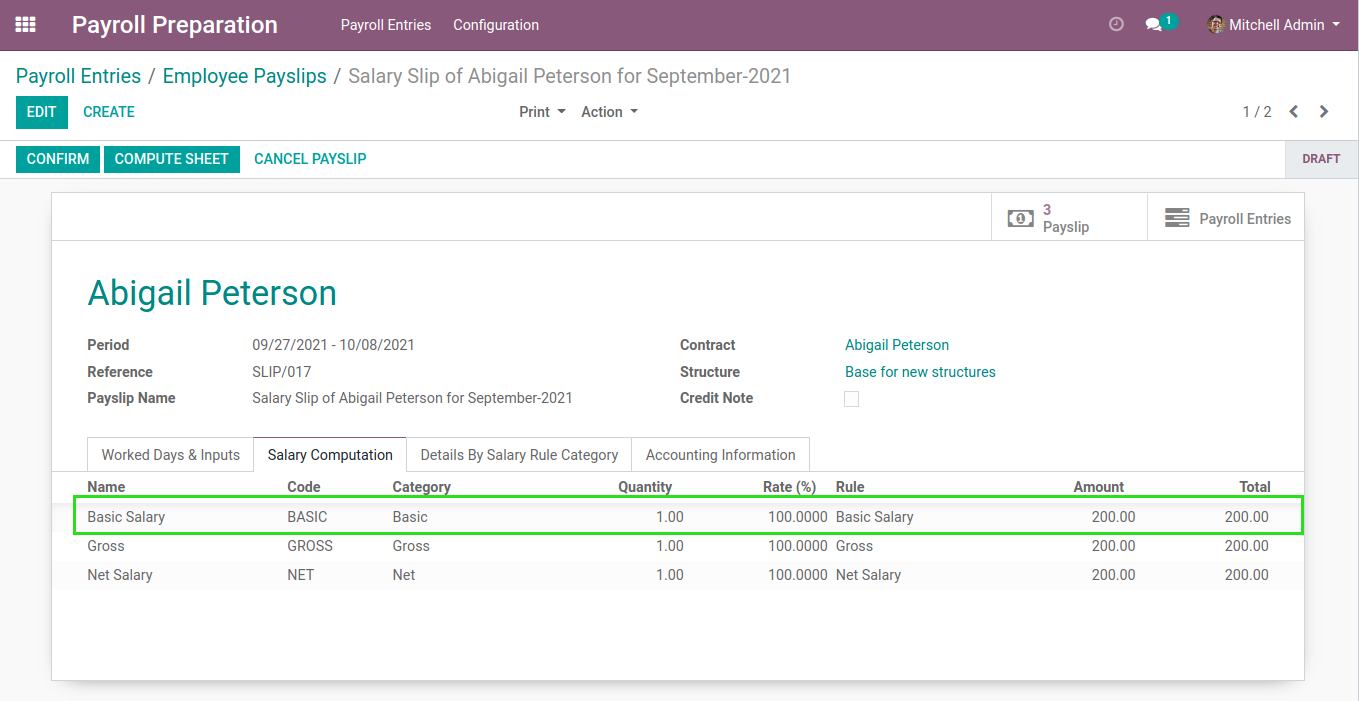 Payroll Preparation Payroll Entries Configuration 1 Mitchell Admin
Payroll Entries / Employee Payslips / Salary Slip of Abigail Peterson for September-2021
EDIT CREATE Print Action 1 / 2
CONFIRM COMPUTE SHEET CANCEL PAYSLIP DRAFT
3
Payslip
Payroll Entries
Abigail Peterson
Period 09/27/2021 - 10/08/2021 Contract Abigail Peterson
Reference SLIP/017 Structure Base for new structures
Payslip Name Salary Slip of Abigail Peterson for September-2021 Credit Note
Worked Days & Inputs Salary Computation Details By Salary Rule Category Accounting Information
Name Code Category Quantity Rate (%) Rule Amount Total
Basic Salary BASIC Basic 1.00 100.0000 Basic Salary 200.00 200.00
Gross GROSS Gross 1.00 100.0000 Gross 200.00 200.00
Net Salary NET Net 1.00 100.0000 Net Salary 200.00 200.00